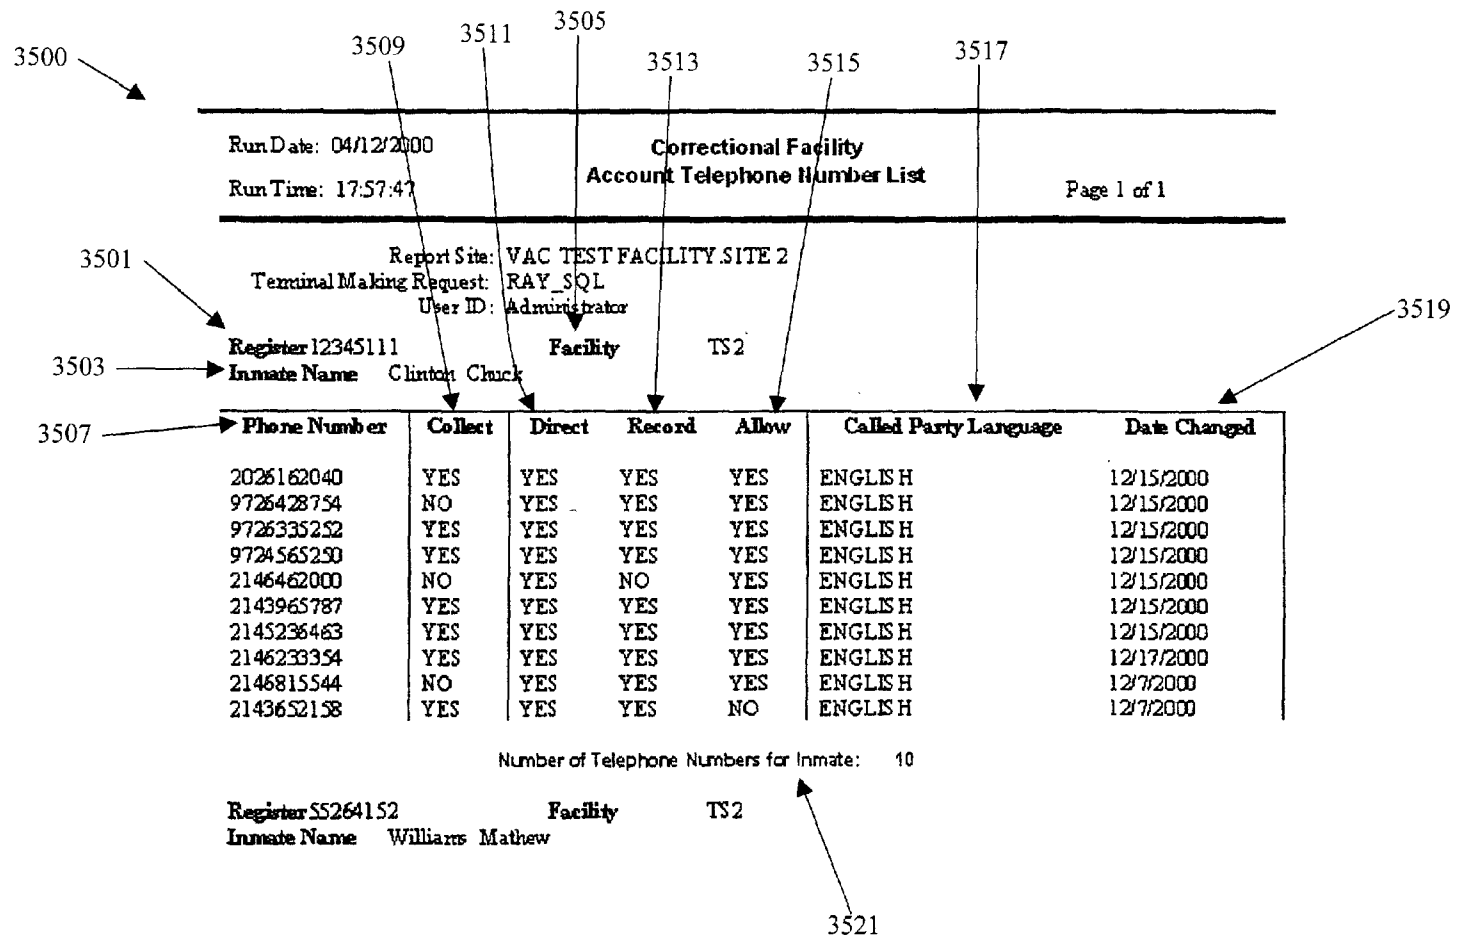 3505
3511
3509
3517
3500
3513
3515
Run Date: 04/12/2000
Correctional Facility
Account Telephone Number List
Run Time: 17:57:47
Page 1 of 1
3501
Report Site: VAC TEST FACILITY.SITE 2
Terminal Making Request: RAY_SQL
User ID: Administrator
3519
Register 12345111 Facility TS2
3503
Inmate Name Clinton Chuck
3507
Phone Number Collect Direct Record Allow Called Party Language Date Changed
2026162040 YES YES YES YES ENGLISH 12/15/2000
9726428754 NO YES YES YES ENGLISH 12/15/2000
9726335252 YES YES YES YES ENGLISH 12/15/2000
9724565250 YES YES YES YES ENGLISH 12/15/2000
2146462000 NO YES NO YES ENGLISH 12/15/2000
2143965787 YES YES YES YES ENGLISH 12/15/2000
2145236463 YES YES YES YES ENGLISH 12/15/2000
2146233354 YES YES YES YES ENGLISH 12/17/2000
2146815544 NO YES YES YES ENGLISH 12/7/2000
2143652158 YES YES YES NO ENGLISH 12/7/2000
Number of Telephone Numbers for Inmate: 10
Register 55264152 Facility TS2
Inmate Name Williams Mathew
3521